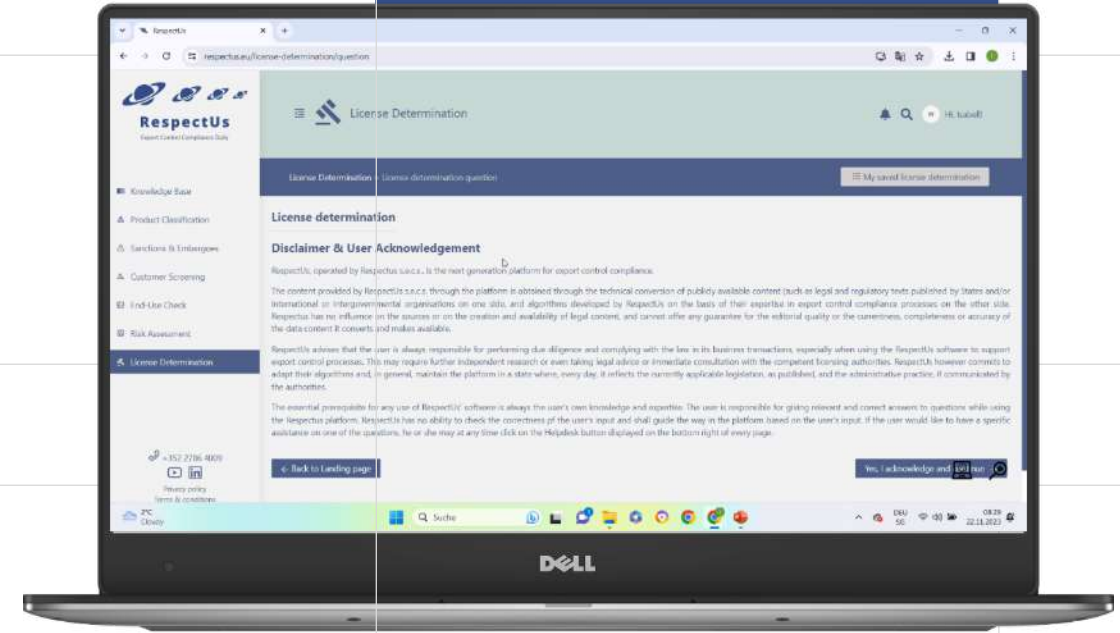 RespectUs
respectus.eu/license-determination/question
RespectUs
Export Control Compliance Daily
License Determination
Hi, Isabell!
License Determination
License determination question
My saved license determination
Knowledge Base
Product Classification
Sanctions & Embargoes
Customer Screening
End-Use Check
Risk Assessment
License Determination
License determination
Disclaimer & User Acknowledgement
RespectUs, operated by Respectus s.e.c.s., is the next generation platform for export control compliance.
The content provided by RespectUs s.e.c.s. through the platform is obtained through the technical conversion of publicly available content (such as legal and regulatory texts published by States and/or
international or intergovernmental organisations on one side, and algorithms developed by RespectUs on the basis of their expertise in export control compliance processes on the other side.
Respectus has no influence on the sources or on the creation and availability of legal content, and cannot offer any guarantee for the editorial quality or the currentness, completeness or accuracy of
the data content it converts and makes available.
RespectUs advises that the user is always responsible for performing due diligence and complying with the law in its business transactions, especially when using the RespectUs software to support
export control processes. This may require further independent research or even taking legal advice or immediate consultation with the competent licensing authorities. RespectUs however commits to
adapt their algorithms and, in general, maintain the platform in a state where, every day, it reflects the currently applicable legislation, as published, and the administrative practice, if communicated by
the authorities.
The essential prerequisite for any use of RespectUs' software is always the user's own knowledge and expertise. The user is responsible for giving relevant and correct answers to questions while using
the Respectus platform. RespectUs has no ability to check the correctness of the user's input and shall guide the way in the platform based on the user's input. If the user would like to have a specific
assistance on one of the questions, he or she may at any time click on the Helpdesk button displayed on the bottom right of every page.
← Back to Landing page
Yes, I acknowledge and continue
+352 2786 4009
Privacy policy
Terms & conditions
2°C
Cloudy
Suche
DEU
SG
08:29
22.11.2023
DELL